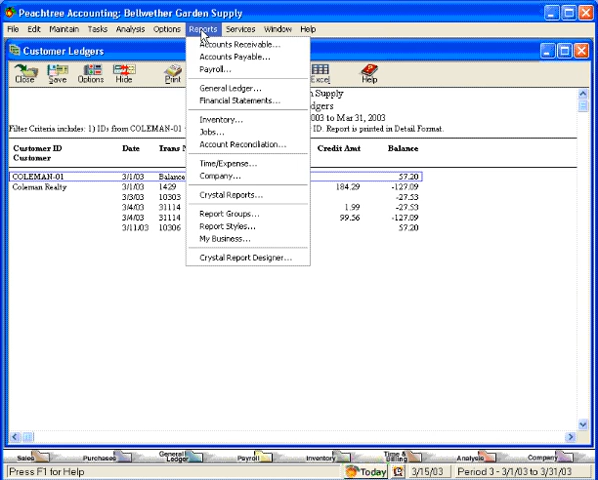 Peachtree Accounting: Bellwether Garden Supply
File Edit Maintain Tasks Analysis Options Reports Services Window Help
Customer Ledgers
Close Save Options Hide Print Excel Help
Accounts Receivable...
Accounts Payable...
Payroll...
General Ledger...
Financial Statements...
Inventory...
Jobs...
Account Reconciliation...
Time/Expense...
Company...
Crystal Reports...
Report Groups...
Report Styles...
My Business...
Crystal Report Designer...
Supply
dgers
003 to Mar 31, 2003
Filter Criteria includes: 1) IDs from COLEMAN-01 ID. Report is printed in Detail Format.
Customer ID Date Trans N Credit Amt Balance
Customer
COLEMAN-01 3/1/03 Balance 57.20
Coleman Realty 3/1/03 1429 184.29 -127.09
3/3/03 10303 -27.53
3/4/03 31114 1.99 -27.53
3/4/03 31114 99.56 -127.09
3/11/03 10306 57.20
Sales Purchases General Ledger Payroll Inventory Time & Billing Analysis Company
Press F1 for Help Today 3/15/03 Period 3 - 3/1/03 to 3/31/03